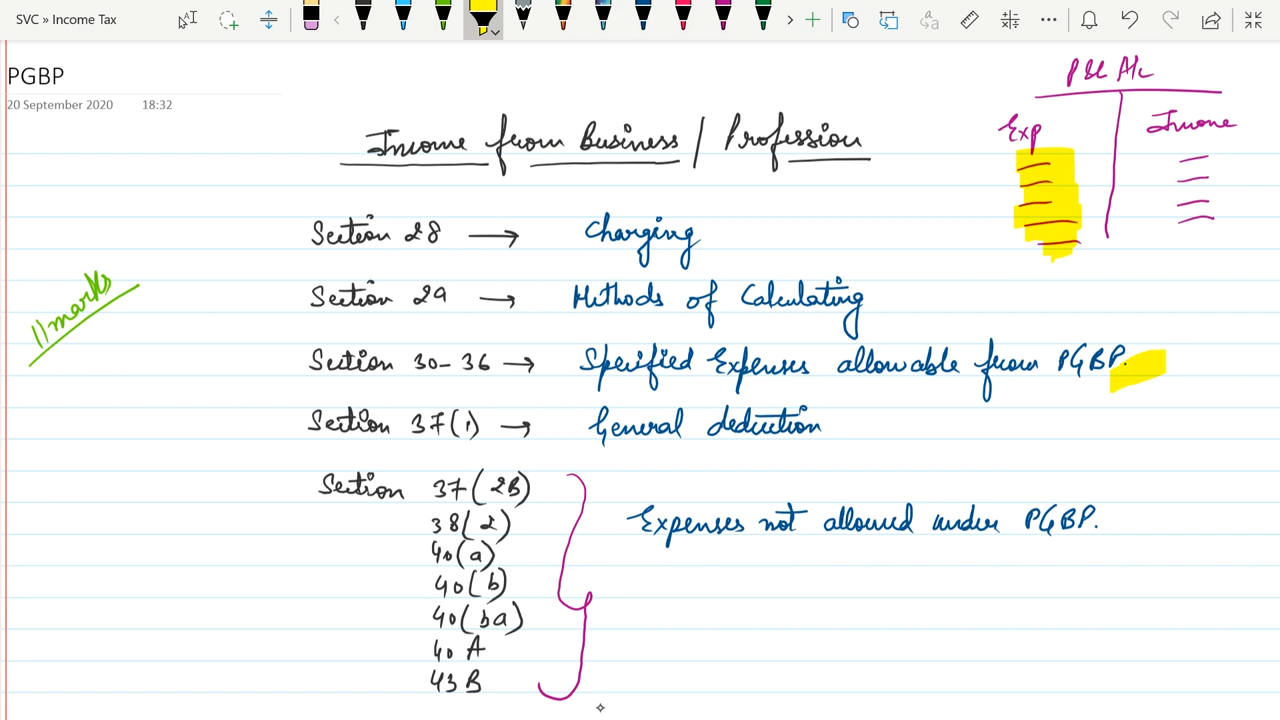 SVC » Income Tax
PGBP
20 September 2020 18:32
P&L A/c
Exp Income
Income from Business / Profession
Section 28 → Charging
11 marks
Section 29 → Methods of Calculating
Section 30-36 → Specified Expenses allowable from PGBP.
Section 37(1) → General deduction
Section 37(2B)
38(2)
Expenses not allowed under PGBP.
40(a)
40(b)
40(ba)
40 A
43 B